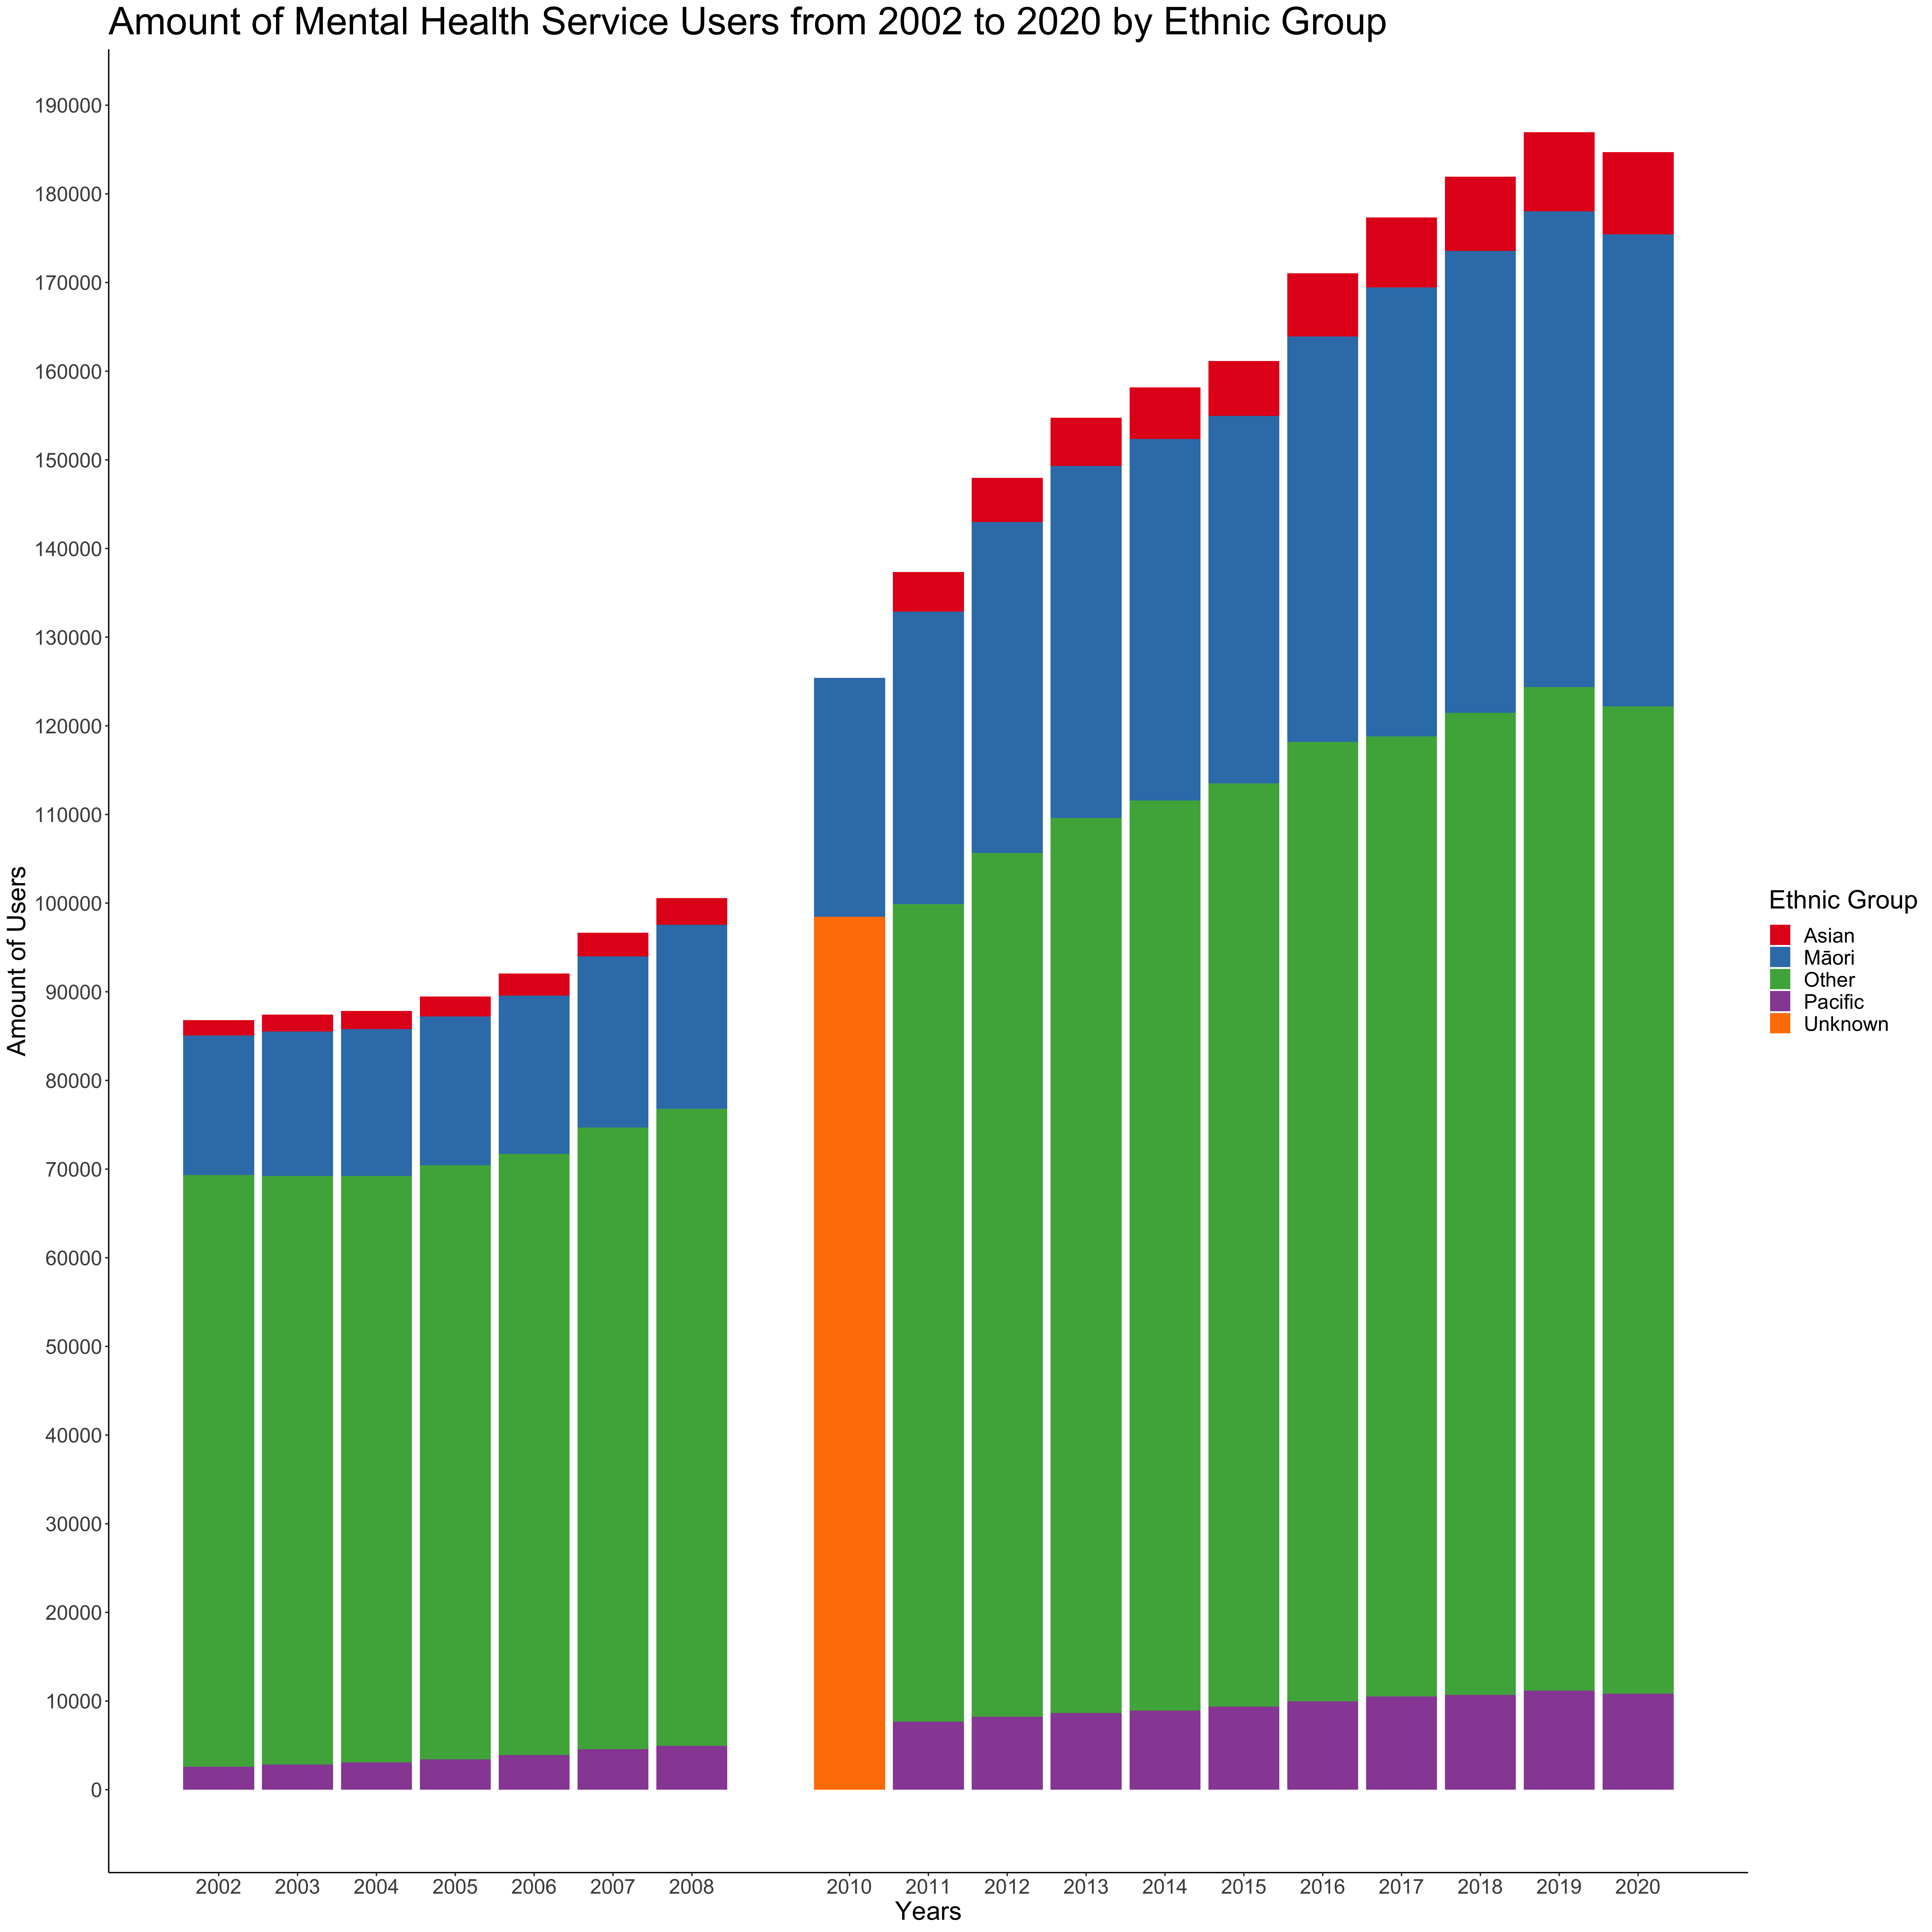 Amount of Mental Health Service Users from 2002 to 2020 by Ethnic Group
190000
180000
170000
160000
150000
140000
130000
120000
110000
100000
90000
80000
70000
60000
50000
40000
30000
20000
10000
0
Amount of Users
2002 2003 2004 2005 2006 2007 2008 2010 2011 2012 2013 2014 2015 2016 2017 2018 2019 2020
Years
Ethnic Group
Asian
Māori
Other
Pacific
Unknown